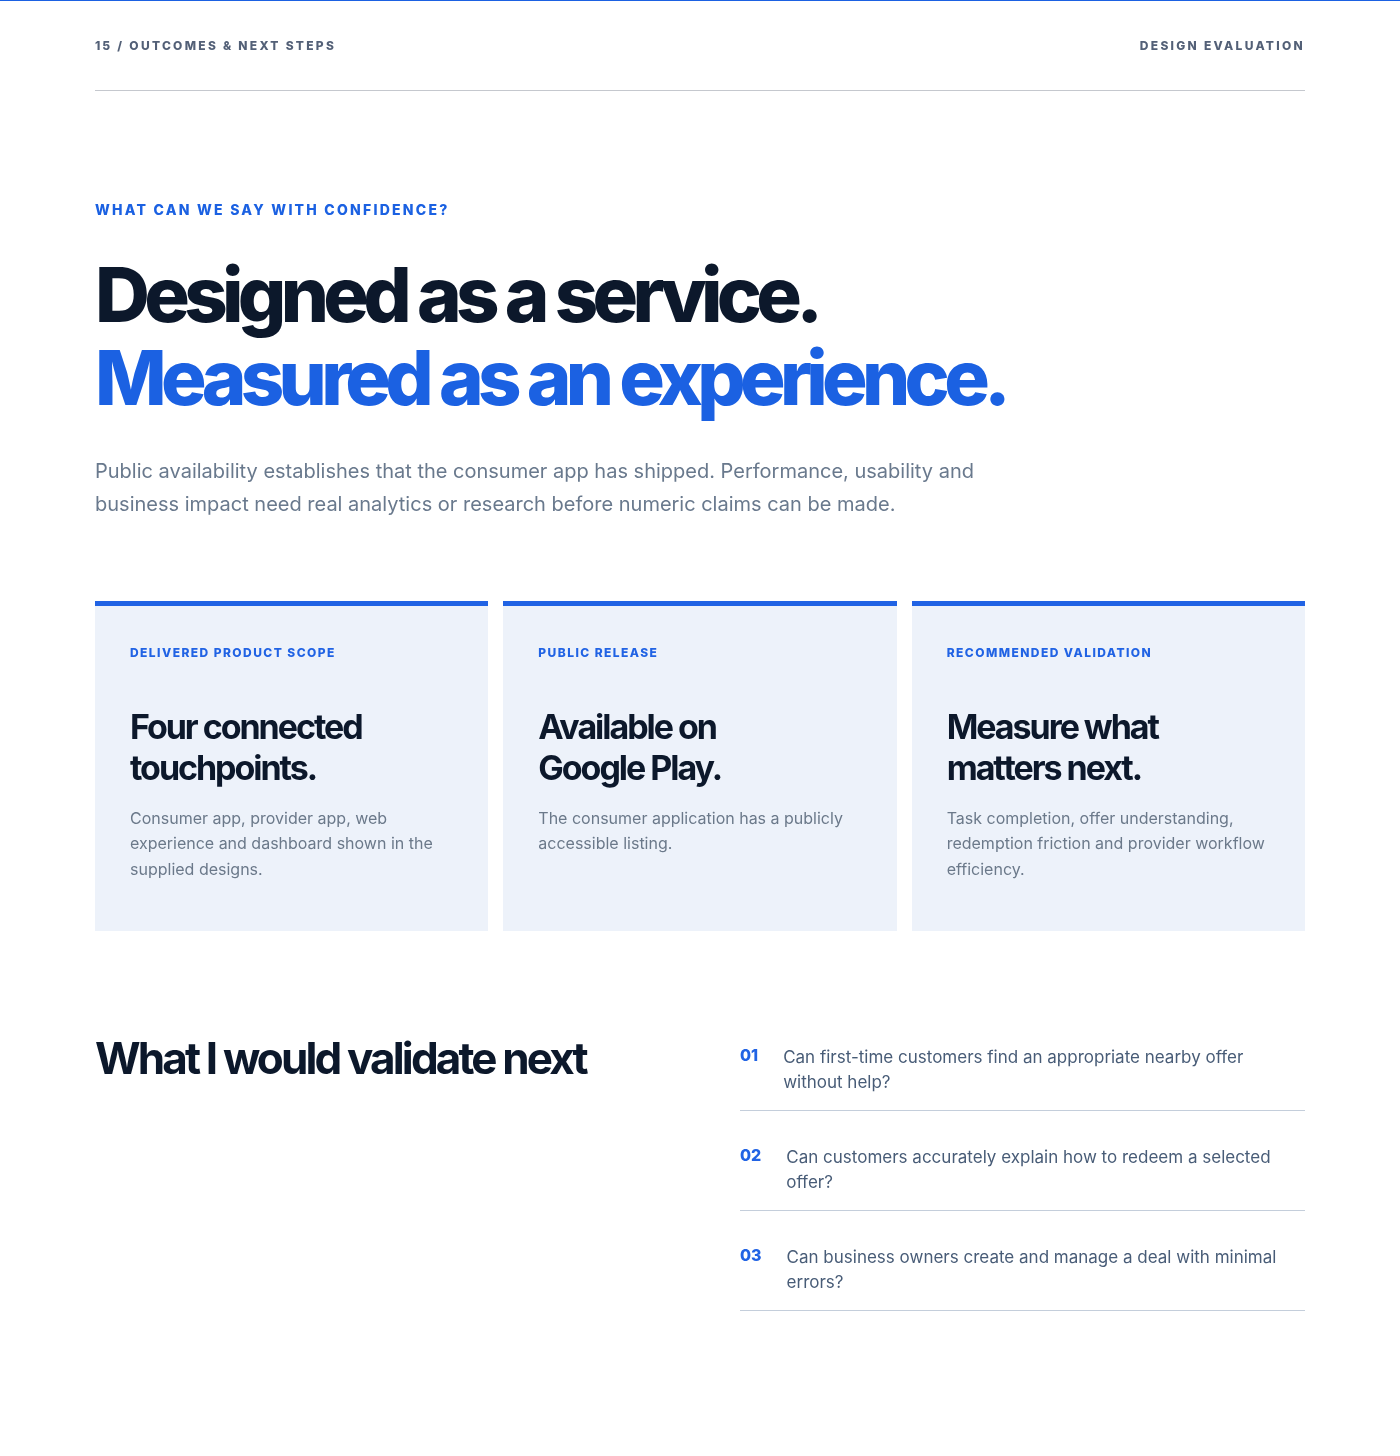 15 / OUTCOMES & NEXT STEPS
DESIGN EVALUATION
WHAT CAN WE SAY WITH CONFIDENCE?
Designed as a service.
Measured as an experience.
Public availability establishes that the consumer app has shipped. Performance, usability and
business impact need real analytics or research before numeric claims can be made.
DELIVERED PRODUCT SCOPE
Four connected
touchpoints.
Consumer app, provider app, web
experience and dashboard shown in the
supplied designs.
PUBLIC RELEASE
Available on
Google Play.
The consumer application has a publicly
accessible listing.
RECOMMENDED VALIDATION
Measure what
matters next.
Task completion, offer understanding,
redemption friction and provider workflow
efficiency.
What I would validate next
01 Can first-time customers find an appropriate nearby offer
without help?
02 Can customers accurately explain how to redeem a selected
offer?
03 Can business owners create and manage a deal with minimal
errors?